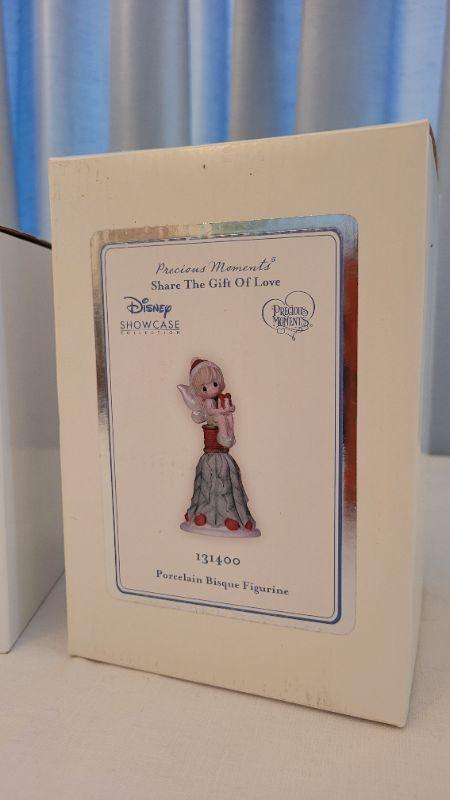 Precious Moments®
Share The Gift Of Love
Disney
SHOWCASE
COLLECTION
PRECIOUS
MOMENTS
131400
Porcelain Bisque Figurine